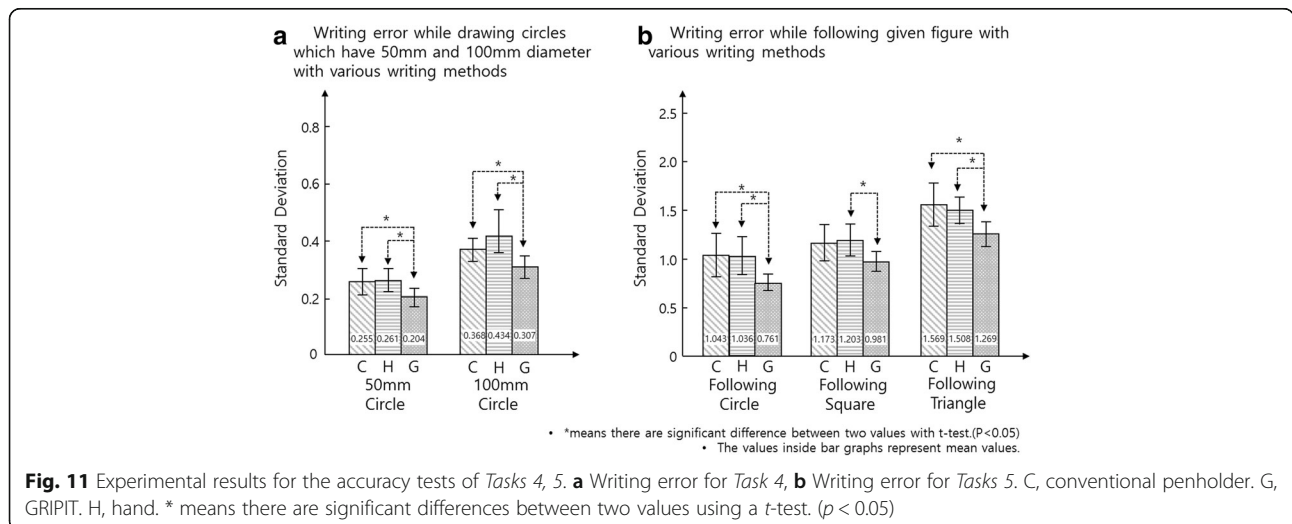 a Writing error while drawing circles
which have 50mm and 100mm diameter
with various writing methods
Standard Deviation
0.8
0.6
0.4
0.2
0
*
*
*
*
0.255 0.261 0.204
0.368 0.434 0.307
C H G
C H G
50mm
Circle
100mm
Circle
b Writing error while following given figure with
various writing methods
Standard Deviation
2.5
2.0
1.5
1.0
0.5
0
*
*
*
*
*
1.043 1.036 0.761
1.173 1.203 0.981
1.569 1.508 1.269
C H G
C H G
C H G
Following
Circle
Following
Square
Following
Triangle
• *means there are significant difference between two values with t-test.(P<0.05)
• The values inside bar graphs represent mean values.
Fig. 11 Experimental results for the accuracy tests of Tasks 4, 5. a Writing error for Task 4, b Writing error for Tasks 5. C, conventional penholder. G,
GRIPIT. H, hand. * means there are significant differences between two values using a t-test. (p < 0.05)